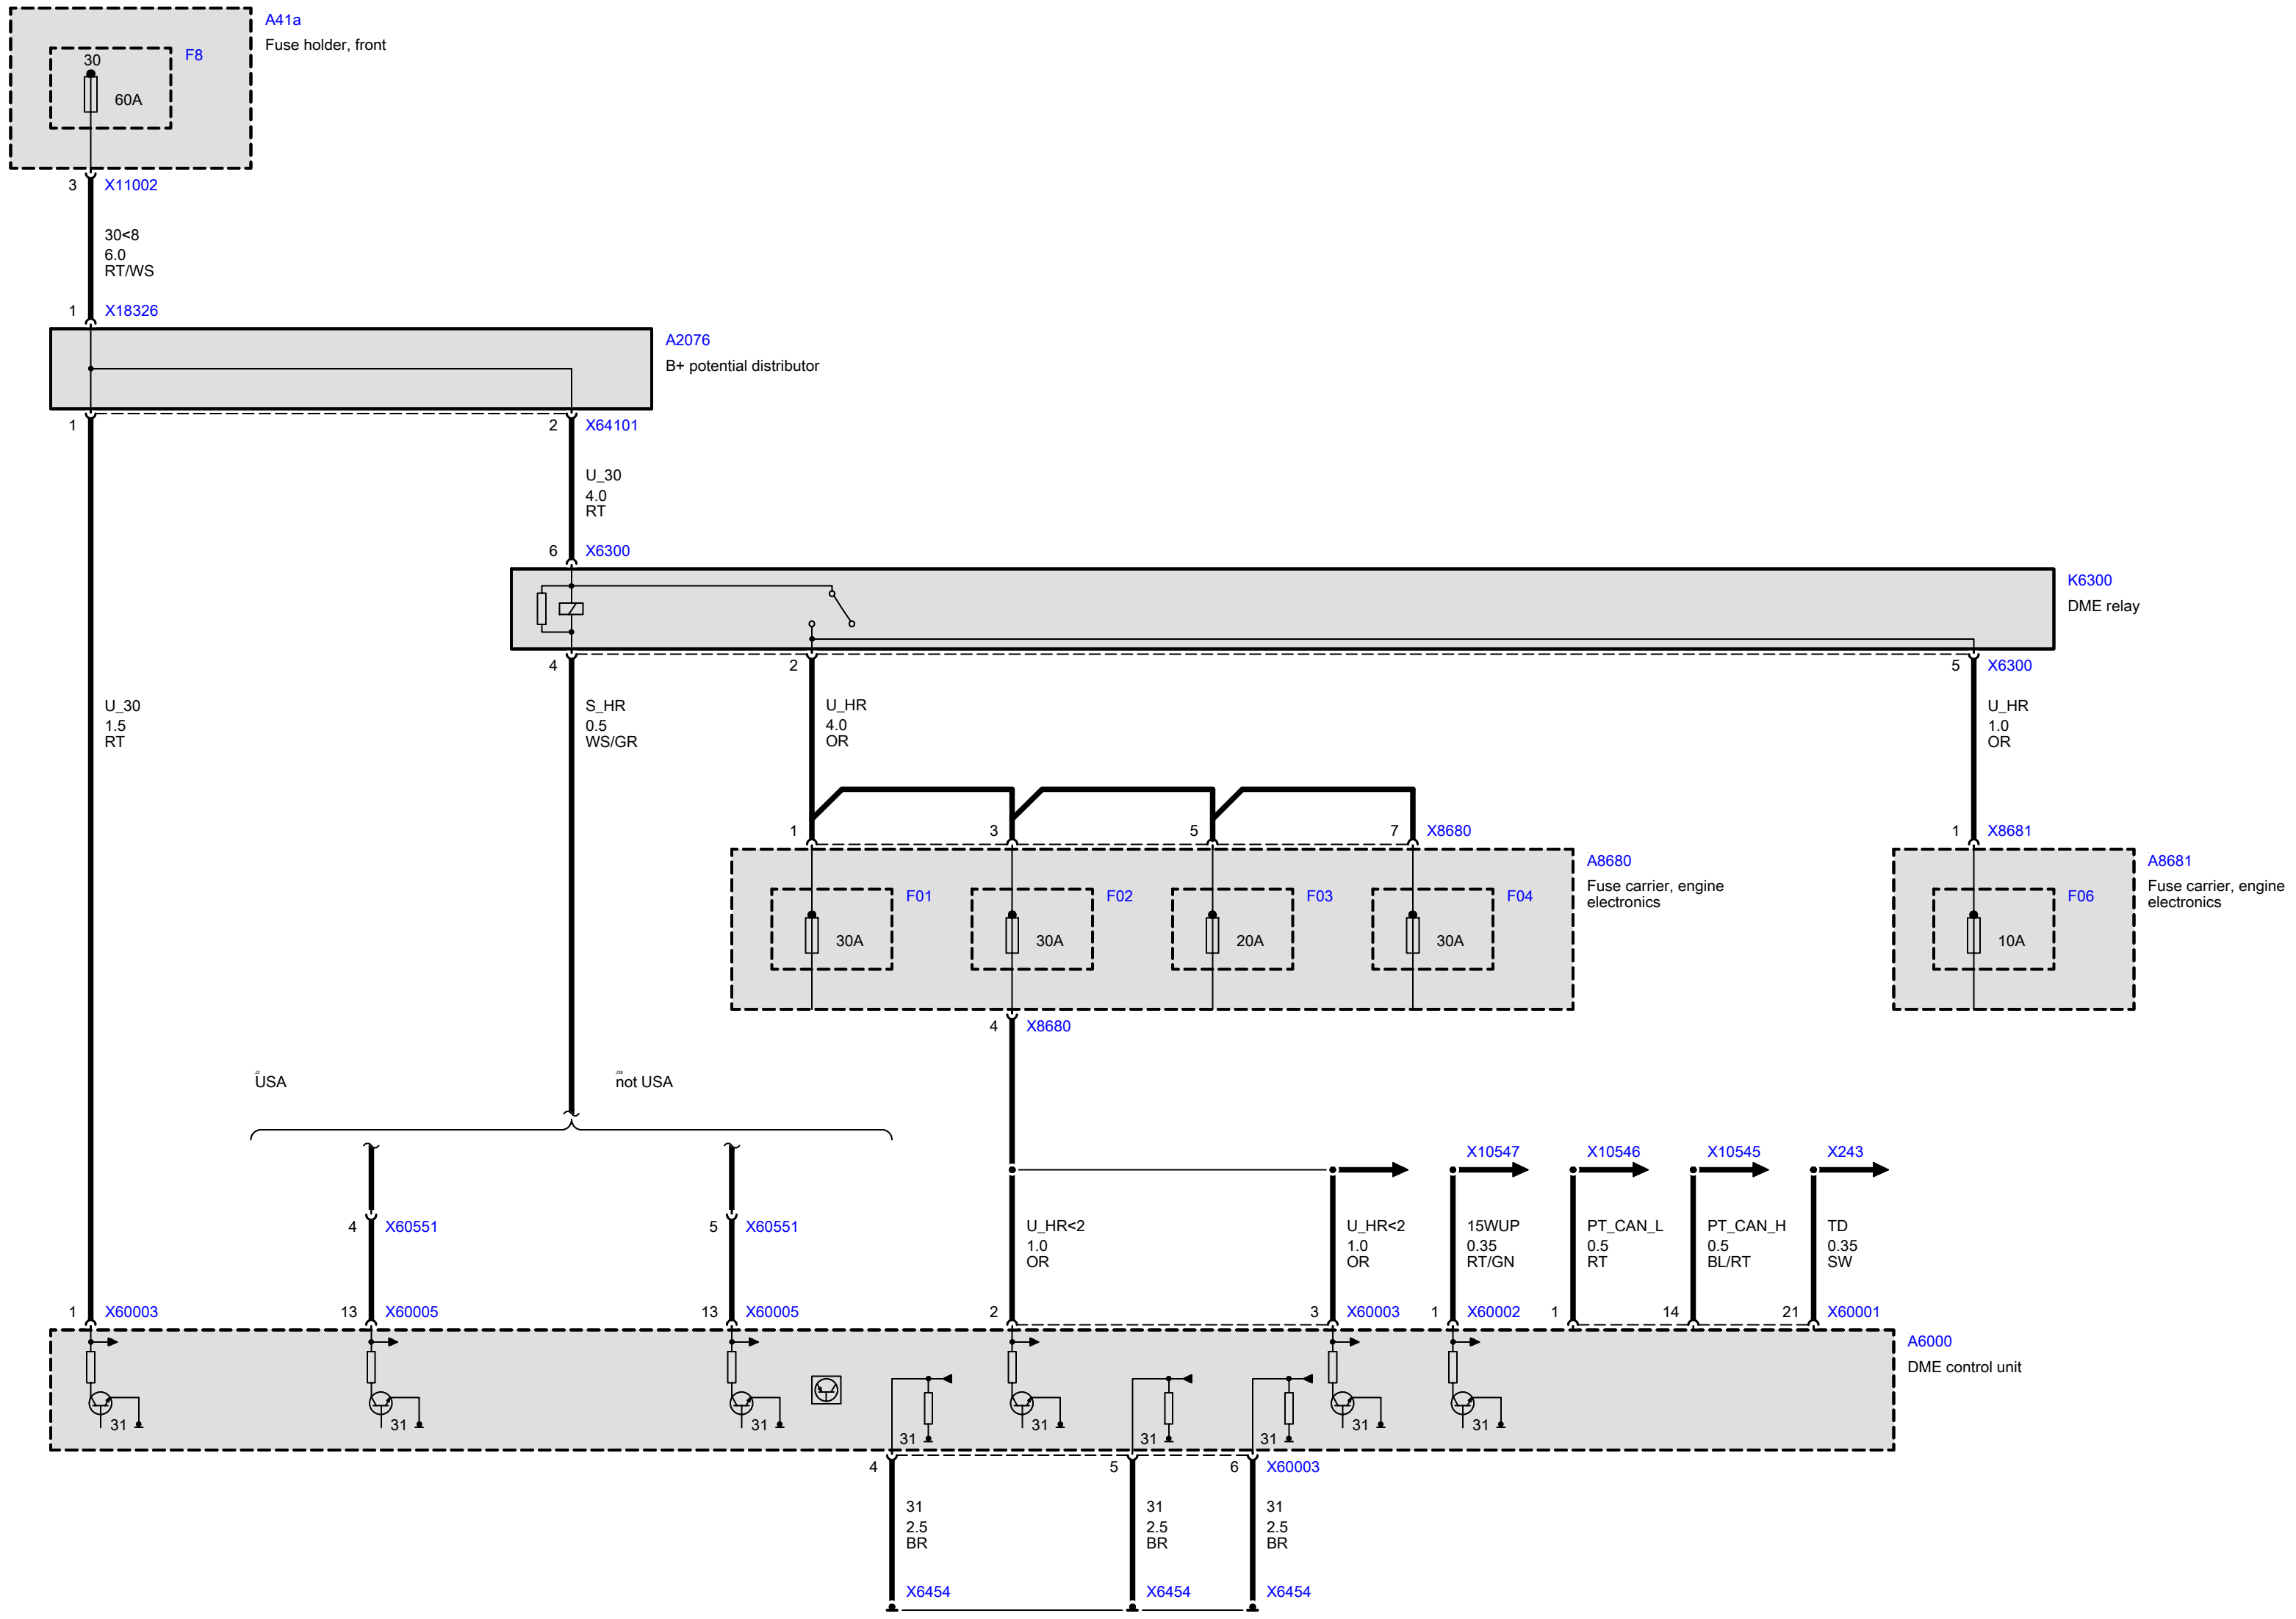 A41a
Fuse holder, front
30
F8
60A
3 X11002
30<8
6.0
RT/WS
1 X18326
A2076
B+ potential distributor
1
2 X64101
U_30
4.0
RT
6 X6300
K6300
DME relay
4
2
5 X6300
U_30
1.5
RT
S_HR
0.5
WS/GR
U_HR
4.0
OR
U_HR
1.0
OR
1
3
5
7 X8680
1 X8681
A8680
Fuse carrier, engine
electronics
A8681
Fuse carrier, engine
electronics
F01
30A
F02
30A
F03
20A
F04
30A
F06
10A
4 X8680
USA
not USA
X10547
X10546
X10545
X243
4 X60551
5 X60551
U_HR<2
1.0
OR
U_HR<2
1.0
OR
15WUP
0.35
RT/GN
PT_CAN_L
0.5
RT
PT_CAN_H
0.5
BL/RT
TD
0.35
SW
1 X60003
13 X60005
13 X60005
2
3 X60003
1 X60002
1
14
21 X60001
A6000
DME control unit
31
31
31
31
31
31
31
31
31
4
5
6 X60003
31
2.5
BR
31
2.5
BR
31
2.5
BR
X6454
X6454
X6454